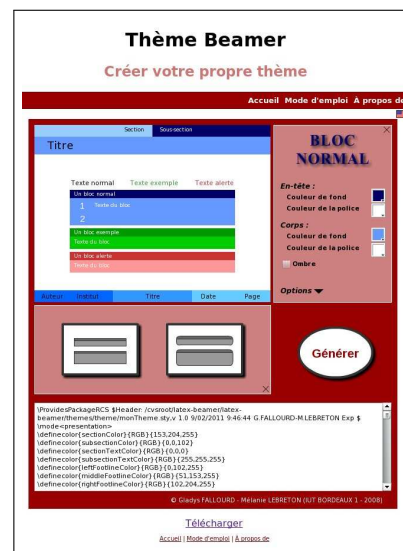 Thème Beamer
Créer votre propre thème
Accueil Mode d'emploi À propos de
Section Sous-section
Titre
Texte normal Texte exemple Texte alerte
Un bloc normal
1 Texte du bloc
2
Un bloc exemple
Texte du bloc
Un bloc alerte
Texte du bloc
Auteur Institut Titre Date Page
BLOC
NORMAL
En-tête :
Couleur de fond
Couleur de la police
Corps :
Couleur de fond
Couleur de la police
Ombre
Options
Générer
\ProvidesPackageRCS $Header: /cvsroot/latex-beamer/latex-
beamer/themes/theme/monTheme.sty,v 1.0 9/02/2011 9:46:44 G.FALLOURD-M.LEBRETON Exp $
\mode<presentation>
\definecolor{sectionColor}{RGB}{153,204,255}
\definecolor{subsectionColor}{RGB}{0,0,102}
\definecolor{sectionTextColor}{RGB}{0,0,0}
\definecolor{subsectionTextColor}{RGB}{255,255,255}
\definecolor{leftFootlineColor}{RGB}{0,102,255}
\definecolor{middleFootlineColor}{RGB}{51,153,255}
\definecolor{rightFootlineColor}{RGB}{102,204,255}
© Gladys FALLOURD - Mélanie LEBRETON (IUT BORDEAUX 1 - 2008)
Télécharger
Accueil | Mode d'emploi | À propos de